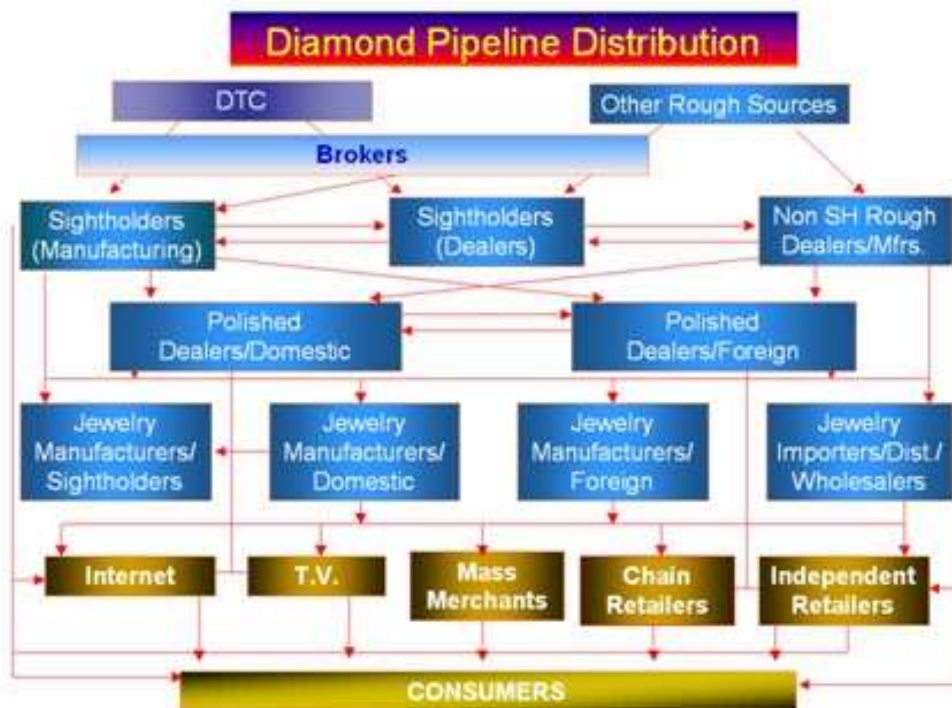 Diamond Pipeline Distribution
DTC
Other Rough Sources
Brokers
Sightholders
(Manufacturing)
Sightholders
(Dealers)
Non SH Rough
Dealers/Mfrs.
Polished
Dealers/Domestic
Polished
Dealers/Foreign
Jewelry
Manufacturers/
Sightholders
Jewelry
Manufacturers/
Domestic
Jewelry
Manufacturers/
Foreign
Jewelry
Importers/Dist./
Wholesalers
Internet
T.V.
Mass
Merchants
Chain
Retailers
Independent
Retailers
CONSUMERS